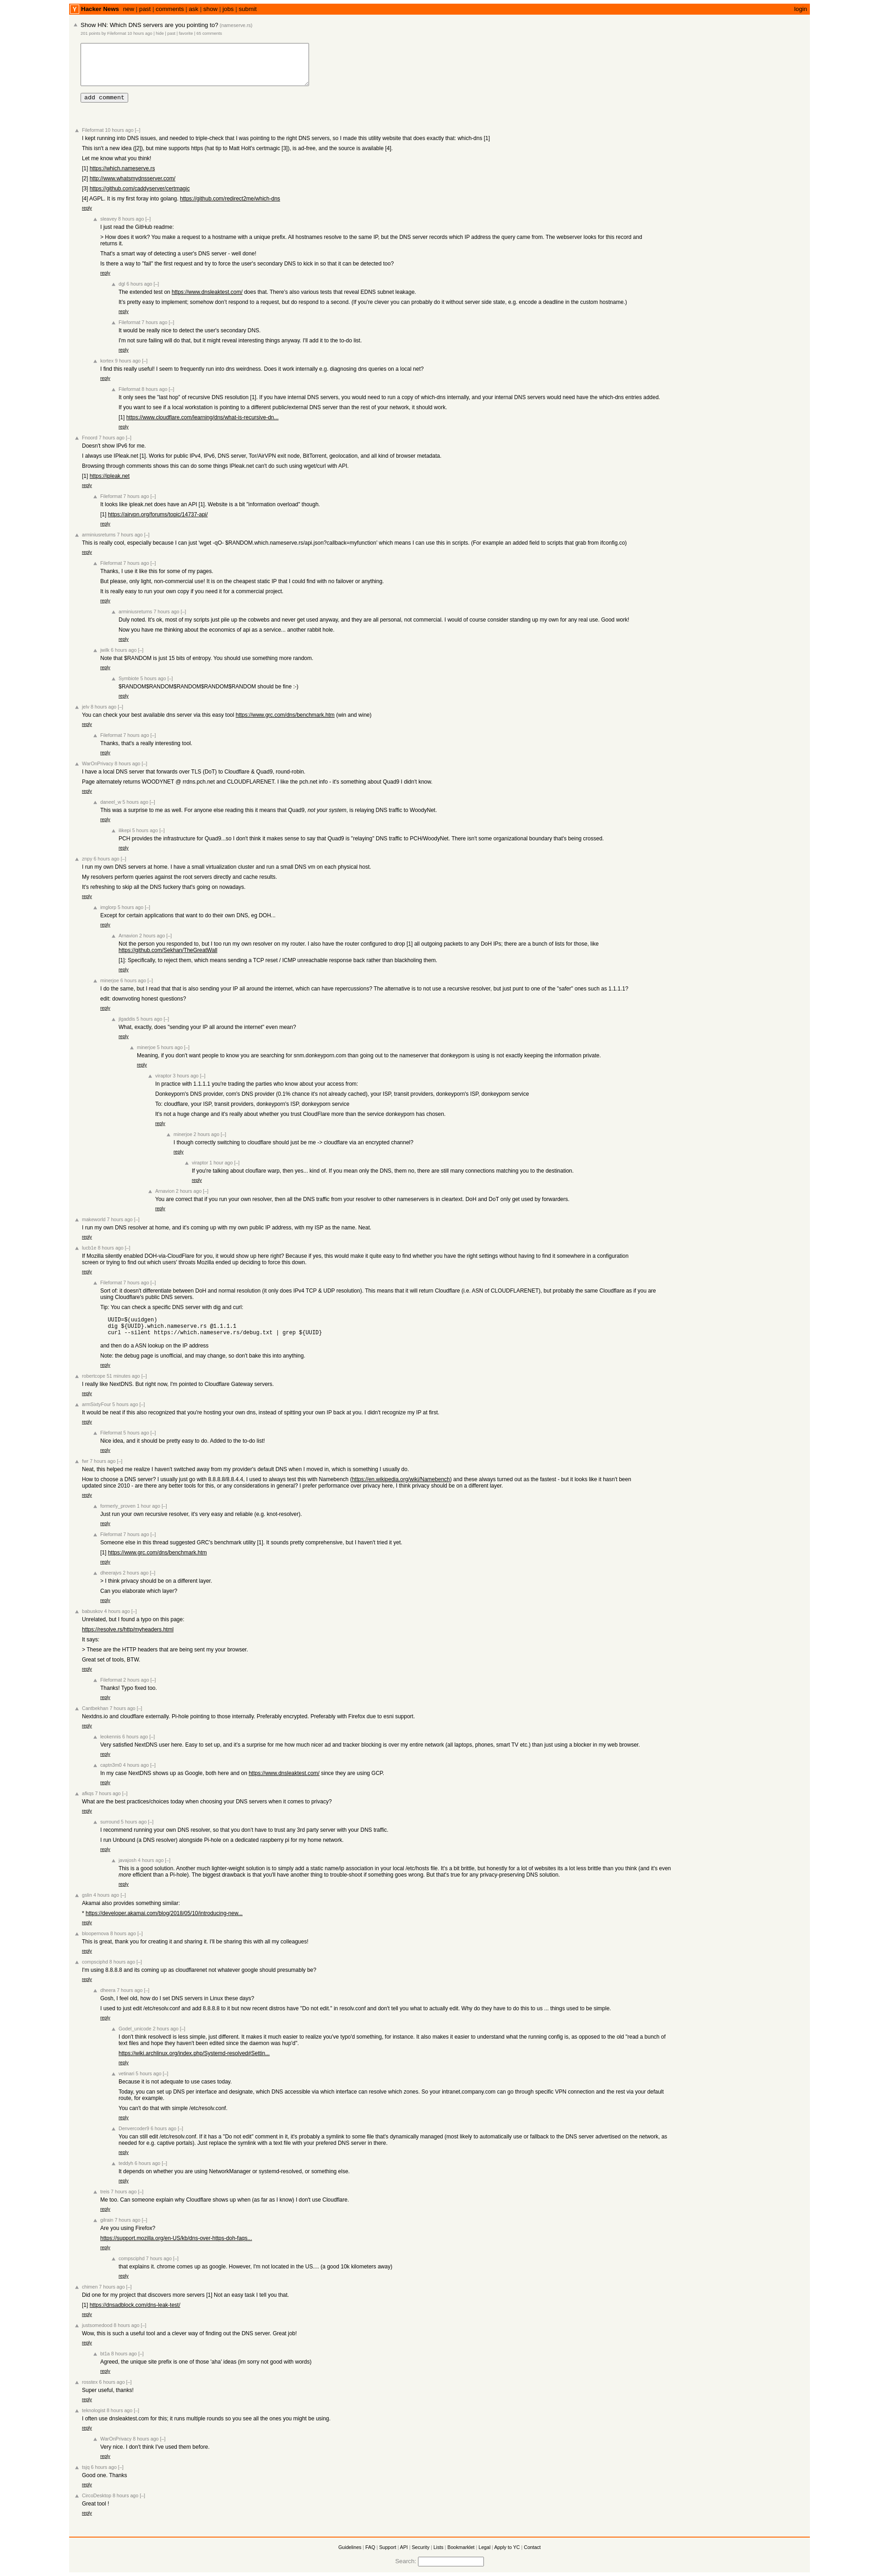 Hacker News new | past | comments | ask | show | jobs | submit login
Show HN: Which DNS servers are you pointing to? (nameserve.rs)
201 points by Fileformat 10 hours ago | hide | past | favorite | 65 comments
add comment
Fileformat 10 hours ago [–]
I kept running into DNS issues, and needed to triple-check that I was pointing to the right DNS servers, so I made this utility website that does exactly that: which-dns [1]
This isn't a new idea ([2]), but mine supports https (hat tip to Matt Holt's certmagic [3]), is ad-free, and the source is available [4].
Let me know what you think!
[1] https://which.nameserve.rs
[2] http://www.whatsmydnsserver.com/
[3] https://github.com/caddyserver/certmagic
[4] AGPL. It is my first foray into golang. https://github.com/redirect2me/which-dns
reply
8 hours ago [–]
I just read the GitHub readme:
> How does it work? You make a request to a hostname with a unique prefix. All hostnames resolve to the same IP, but the DNS server records which IP address the query came from. The webserver looks for this record and
returns it.
That's a smart way of detecting a user's DNS server - well done!
Is there a way to "fail" the first request and try to force the user's secondary DNS to kick in so that it can be detected too?
reply
dgl 6 hours ago [–]
The extended test on https://www.dnsleaktest.com/ does that. There's also various tests that reveal EDNS subnet leakage.
It's pretty easy to implement; somehow don't respond to a request, but do respond to a second. (If you're clever you can probably do it without server side state, e.g. encode a deadline in the custom hostname.)
reply
Fileformat 7 hours ago [–]
It would be really nice to detect the user's secondary DNS.
I'm not sure failing will do that, but it might reveal interesting things anyway. I'll add it to the to-do list.
reply
9 hours ago [–]
I find this really useful! I seem to frequently run into dns weirdness. Does it work internally e.g. diagnosing dns queries on a local net?
reply
Fileformat 8 hours ago [–]
It only sees the "last hop" of recursive DNS resolution [1]. If you have internal DNS servers, you would need to run a copy of which-dns internally, and your internal DNS servers would need have the which-dns entries added.
If you want to see if a local workstation is pointing to a different public/external DNS server than the rest of your network, it should work.
[1] https://www.cloudflare.com/learning/dns/what-is-recursive-dn...
reply
7 hours ago [–]
Doesn't show IPv6 for me.
I always use IPleak.net [1]. Works for public IPv4, IPv6, DNS server, Tor/AirVPN exit node, BitTorrent, geolocation, and all kind of browser metadata.
Browsing through comments shows this can do some things IPleak.net can't do such using wget/curl with API.
[1] https://ipleak.net
reply
Fileformat 7 hours ago [–]
It looks like ipleak.net does have an API [1]. Website is a bit "information overload" though.
[1] https://airvpn.org/forums/topic/14737-api/
reply
arminiusreturns 7 hours ago [–]
This is really cool, especially because I can just 'wget -qO- $RANDOM.which.nameserve.rs/api.json?callback=myfunction' which means I can use this in scripts. (For example an added field to scripts that grab from ifconfig.co)
reply
Fileformat 7 hours ago [–]
Thanks, I use it like this for some of my pages.
But please, only light, non-commercial use! It is on the cheapest static IP that I could find with no failover or anything.
It is really easy to run your own copy if you need it for a commercial project.
reply
arminiusreturns 7 hours ago [–]
Duly noted. It's ok, most of my scripts just pile up the cobwebs and never get used anyway, and they are all personal, not commercial. I would of course consider standing up my own for any real use. Good work!
Now you have me thinking about the economics of api as a service... another rabbit hole.
reply
jwilk 6 hours ago [–]
Note that $RANDOM is just 15 bits of entropy. You should use something more random.
reply
Symbiote 5 hours ago [–]
$RANDOM$RANDOM$RANDOM$RANDOM$RANDOM should be fine :-)
reply
8 hours ago [–]
You can check your best available dns server via this easy tool https://www.grc.com/dns/benchmark.htm (win and wine)
reply
Fileformat 7 hours ago [–]
Thanks, that's a really interesting tool.
reply
WarOnPrivacy 8 hours ago [–]
I have a local DNS server that forwards over TLS (DoT) to Cloudflare & Quad9, round-robin.
Page alternately returns WOODYNET @ rrdns.pch.net and CLOUDFLARENET. I like the pch.net info - it's something about Quad9 I didn't know.
reply
daneel_w 5 hours ago [–]
This was a surprise to me as well. For anyone else reading this it means that Quad9, not your system, is relaying DNS traffic to WoodyNet.
reply
5 hours ago [–]
PCH provides the infrastructure for Quad9...so I don't think it makes sense to say that Quad9 is "relaying" DNS traffic to PCH/WoodyNet. There isn't some organizational boundary that's being crossed.
reply
6 hours ago [–]
I run my own DNS servers at home. I have a small virtualization cluster and run a small DNS vm on each physical host.
My resolvers perform queries against the root servers directly and cache results.
It's refreshing to skip all the DNS fuckery that's going on nowadays.
reply
5 hours ago [–]
Except for certain applications that want to do their own DNS, eg DOH...
reply
Arnavion 2 hours ago [–]
Not the person you responded to, but I too run my own resolver on my router. I also have the router configured to drop [1] all outgoing packets to any DoH IPs; there are a bunch of lists for those, like
https://github.com/Sekhan/TheGreatWall
[1]: Specifically, to reject them, which means sending a TCP reset / ICMP unreachable response back rather than blackholing them.
reply
minerjoe 6 hours ago [–]
I do the same, but I read that that is also sending your IP all around the internet, which can have repercussions? The alternative is to not use a recursive resolver, but just punt to one of the "safer" ones such as 1.1.1.1?
edit: downvoting honest questions?
reply
5 hours ago [–]
What, exactly, does "sending your IP all around the internet" even mean?
reply
minerjoe 5 hours ago [–]
Meaning, if you don't want people to know you are searching for snm.donkeyporn.com than going out to the nameserver that donkeyporn is using is not exactly keeping the information private.
reply
viraptor 3 hours ago [–]
In practice with 1.1.1.1 you're trading the parties who know about your access from:
Donkeyporn's DNS provider, com's DNS provider (0.1% chance it's not already cached), your ISP, transit providers, donkeyporn's ISP, donkeyporn service
To: cloudflare, your ISP, transit providers, donkeyporn's ISP, donkeyporn service
It's not a huge change and it's really about whether you trust CloudFlare more than the service donkeyporn has chosen.
reply
minerjoe 2 hours ago [–]
I though correctly switching to cloudflare should just be me -> cloudflare via an encrypted channel?
reply
viraptor 1 hour ago [–]
If you're talking about clouflare warp, then yes... kind of. If you mean only the DNS, them no, there are still many connections matching you to the destination.
reply
Arnavion 2 hours ago [–]
You are correct that if you run your own resolver, then all the DNS traffic from your resolver to other nameservers is in cleartext. DoH and DoT only get used by forwarders.
reply
makeworld 7 hours ago [–]
I run my own DNS resolver at home, and it's coming up with my own public IP address, with my ISP as the name. Neat.
reply
lucb1e 8 hours ago [–]
If Mozilla silently enabled DOH-via-CloudFlare for you, it would show up here right? Because if yes, this would make it quite easy to find whether you have the right settings without having to find it somewhere in a configuration
screen or trying to find out which users' throats Mozilla ended up deciding to force this down.
reply
Fileformat 7 hours ago [–]
Sort of: it doesn't differentiate between DoH and normal resolution (it only does IPv4 TCP & UDP resolution). This means that it will return Cloudflare (i.e. ASN of CLOUDFLARENET), but probably the same Cloudflare as if you are
using Cloudflare's public DNS servers.
Tip: You can check a specific DNS server with dig and curl:
UUID=$(uuidgen)
dig ${UUID}.which.nameserve.rs @1.1.1.1
curl --silent https://which.nameserve.rs/debug.txt | grep ${UUID}
and then do a ASN lookup on the IP address
Note: the debug page is unofficial, and may change, so don't bake this into anything.
reply
robertcope 51 minutes ago [–]
I really like NextDNS. But right now, I'm pointed to Cloudflare Gateway servers.
reply
armSixtyFour 5 hours ago [–]
It would be neat if this also recognized that you're hosting your own dns, instead of spitting your own IP back at you. I didn't recognize my IP at first.
reply
Fileformat 5 hours ago [–]
Nice idea, and it should be pretty easy to do. Added to the to-do list!
reply
7 hours ago [–]
Neat, this helped me realize I haven't switched away from my provider's default DNS when I moved in, which is something I usually do.
How to choose a DNS server? I usually just go with 8.8.8.8/8.8.4.4, I used to always test this with Namebench (https://en.wikipedia.org/wiki/Namebench) and these always turned out as the fastest - but it looks like it hasn't been
updated since 2010 - are there any better tools for this, or any considerations in general? I prefer performance over privacy here, I think privacy should be on a different layer.
reply
formerly_proven 1 hour ago [–]
Just run your own recursive resolver, it's very easy and reliable (e.g. knot-resolver).
reply
Fileformat 7 hours ago [–]
Someone else in this thread suggested GRC's benchmark utility [1]. It sounds pretty comprehensive, but I haven't tried it yet.
[1] https://www.grc.com/dns/benchmark.htm
reply
dheerajvs 2 hours ago [–]
> I think privacy should be on a different layer.
Can you elaborate which layer?
reply
4 hours ago [–]
Unrelated, but I found a typo on this page:
https://resolve.rs/http/myheaders.html
It says:
> These are the HTTP headers that are being sent my your browser.
Great set of tools, BTW.
reply
Fileformat 2 hours ago [–]
Thanks! Typo fixed too.
reply
7 hours ago [–]
Nextdns.io and cloudflare externally. Pi-hole pointing to those internally. Preferably encrypted. Preferably with Firefox due to esni support.
reply
6 hours ago [–]
Very satisfied NextDNS user here. Easy to set up, and it's a surprise for me how much nicer ad and tracker blocking is over my entire network (all laptops, phones, smart TV etc.) than just using a blocker in my web browser.
reply
4 hours ago [–]
In my case NextDNS shows up as Google, both here and on https://www.dnsleaktest.com/ since they are using GCP.
reply
7 hours ago [–]
What are the best practices/choices today when choosing your DNS servers when it comes to privacy?
reply
5 hours ago [–]
I recommend running your own DNS resolver, so that you don't have to trust any 3rd party server with your DNS traffic.
I run Unbound (a DNS resolver) alongside Pi-hole on a dedicated raspberry pi for my home network.
reply
javajosh 4 hours ago [–]
This is a good solution. Another much lighter-weight solution is to simply add a static name/ip association in your local /etc/hosts file. It's a bit brittle, but honestly for a lot of websites its a lot less brittle than you think (and it's even
more efficient than a Pi-hole). The biggest drawback is that you'll have another thing to trouble-shoot if something goes wrong. But that's true for any privacy-preserving DNS solution.
reply
4 hours ago [–]
Akamai also provides something similar:
* https://developer.akamai.com/blog/2018/05/10/introducing-new...
reply
8 hours ago [–]
This is great, thank you for creating it and sharing it. I'll be sharing this with all my colleagues!
reply
compsciphd 8 hours ago [–]
I'm using 8.8.8.8 and its coming up as cloudflarenet not whatever google should presumably be?
reply
dheera 7 hours ago [–]
Gosh, I feel old, how do I set DNS servers in Linux these days?
I used to just edit /etc/resolv.conf and add 8.8.8.8 to it but now recent distros have "Do not edit." in resolv.conf and don't tell you what to actually edit. Why do they have to do this to us ... things used to be simple.
reply
Godel_unicode 2 hours ago [–]
I don't think resolvectl is less simple, just different. It makes it much easier to realize you've typo'd something, for instance. It also makes it easier to understand what the running config is, as opposed to the old "read a bunch of
text files and hope they haven't been edited since the daemon was hup'd".
https://wiki.archlinux.org/index.php/Systemd-resolved#Settin...
reply
vetinari 5 hours ago [–]
Because it is not adequate to use cases today.
Today, you can set up DNS per interface and designate, which DNS accessible via which interface can resolve which zones. So your intranet.company.com can go through specific VPN connection and the rest via your default
route, for example.
You can't do that with simple /etc/resolv.conf.
reply
Denvercoder9 6 hours ago [–]
You can still edit /etc/resolv.conf. If it has a "Do not edit" comment in it, it's probably a symlink to some file that's dynamically managed (most likely to automatically use or fallback to the DNS server advertised on the network, as
needed for e.g. captive portals). Just replace the symlink with a text file with your prefered DNS server in there.
reply
teddyh 6 hours ago [–]
It depends on whether you are using NetworkManager or systemd-resolved, or something else.
reply
7 hours ago [–]
Me too. Can someone explain why Cloudflare shows up when (as far as I know) I don't use Cloudflare.
reply
7 hours ago [–]
Are you using Firefox?
https://support.mozilla.org/en-US/kb/dns-over-https-doh-faqs...
reply
compsciphd 7 hours ago [–]
that explains it. chrome comes up as google. However, I'm not located in the US.... (a good 10k kilometers away)
reply
7 hours ago [–]
Did one for my project that discovers more servers [1] Not an easy task I tell you that.
[1] https://dnsadblock.com/dns-leak-test/
reply
8 hours ago [–]
Wow, this is such a useful tool and a clever way of finding out the DNS server. Great job!
reply
8 hours ago [–]
Agreed, the unique site prefix is one of those 'aha' ideas (im sorry not good with words)
reply
8 hours ago [–]
Super useful, thanks!
reply
teknologist 8 hours ago [–]
I often use dnsleaktest.com for this; it runs multiple rounds so you see all the ones you might be using.
reply
WarOnPrivacy 8 hours ago [–]
Very nice. I don't think I've used them before.
reply
6 hours ago [–]
Good one. Thanks
reply
CircuDesktop 8 hours ago [–]
Great tool !
reply
Guidelines | FAQ | Support | API | Security | Lists | Bookmarklet | Legal | Apply to YC | Contact
Search: